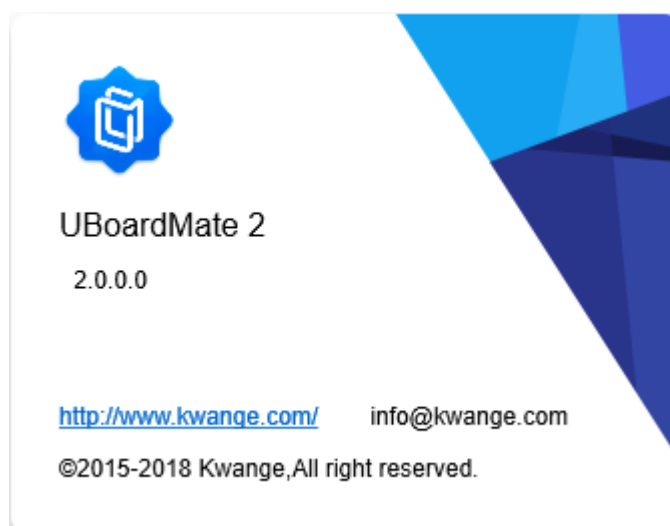 UBoardMate 2
2.0.0.0
http://www.kwange.com/ info@kwange.com
©2015-2018 Kwange,All right reserved.